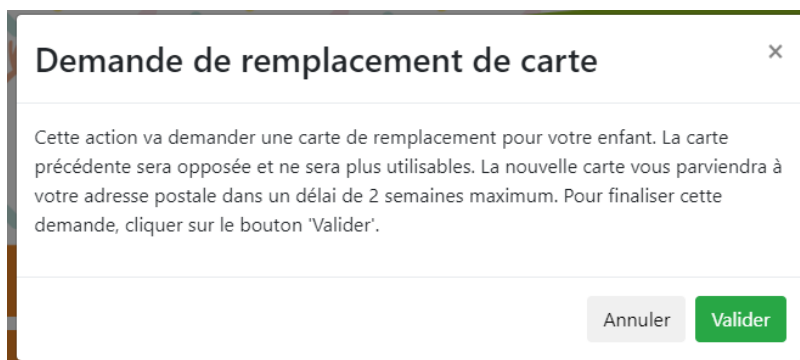 Demande de remplacement de carte
×
Cette action va demander une carte de remplacement pour votre enfant. La carte
précédente sera opposée et ne sera plus utilisables. La nouvelle carte vous parviendra à
votre adresse postale dans un délai de 2 semaines maximum. Pour finaliser cette
demande, cliquer sur le bouton 'Valider'.
Annuler Valider